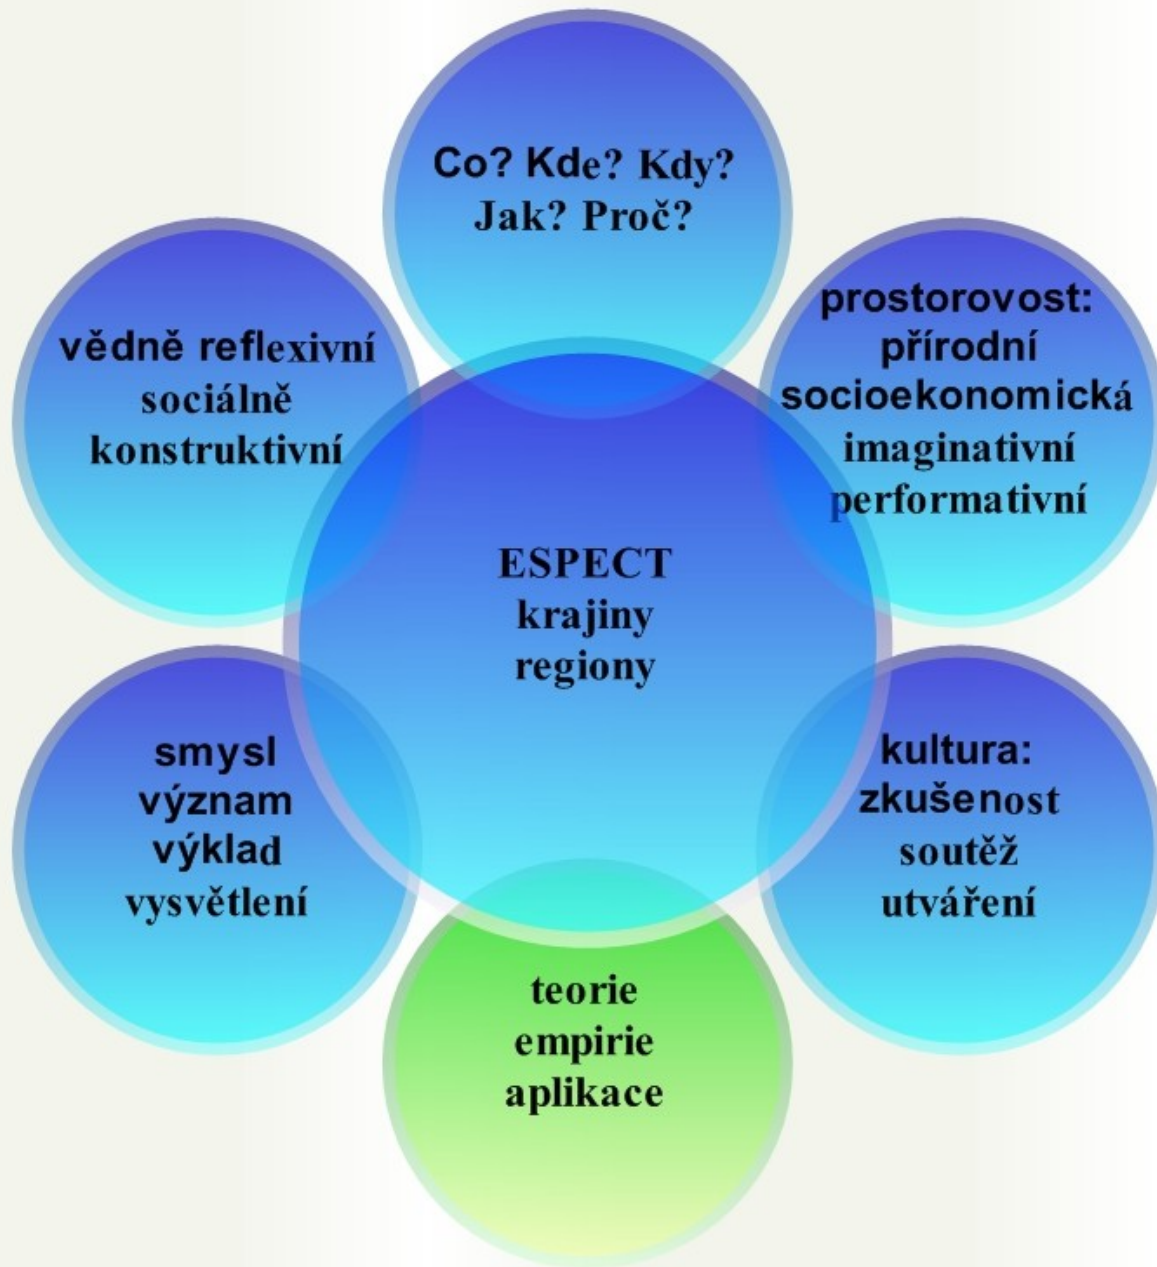 Co? Kde? Kdy?
Jak? Proč?
prostorovost:
přírodní
socioekonomická
imaginativní
performativní
vědně reflexivní
sociálně
konstruktivní
ESPECT
krajiny
regiony
smysl
význam
výklad
vysvětlení
kultura:
zkušenost
soutěž
utváření
teorie
empirie
aplikace